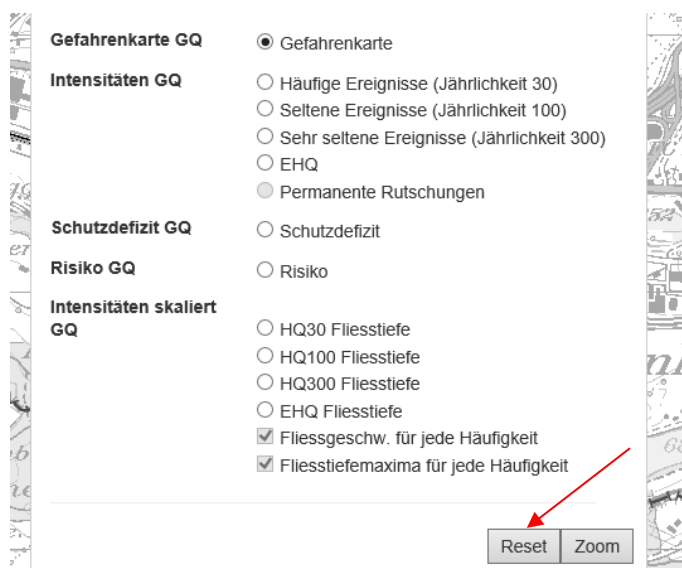 Gefahrenkarte GQ Gefahrenkarte
Intensitäten GQ Häufige Ereignisse (Jährlichkeit 30)
Seltene Ereignisse (Jährlichkeit 100)
Sehr seltene Ereignisse (Jährlichkeit 300)
EHQ
Permanente Rutschungen
Schutzdefizit GQ Schutzdefizit
Risiko GQ Risiko
Intensitäten skaliert
GQ HQ30 Fliesstiefe
HQ100 Fliesstiefe
HQ300 Fliesstiefe
EHQ Fliesstiefe
Fliessgeschw. für jede Häufigkeit
Fliesstiefemaxima für jede Häufigkeit
Reset Zoom